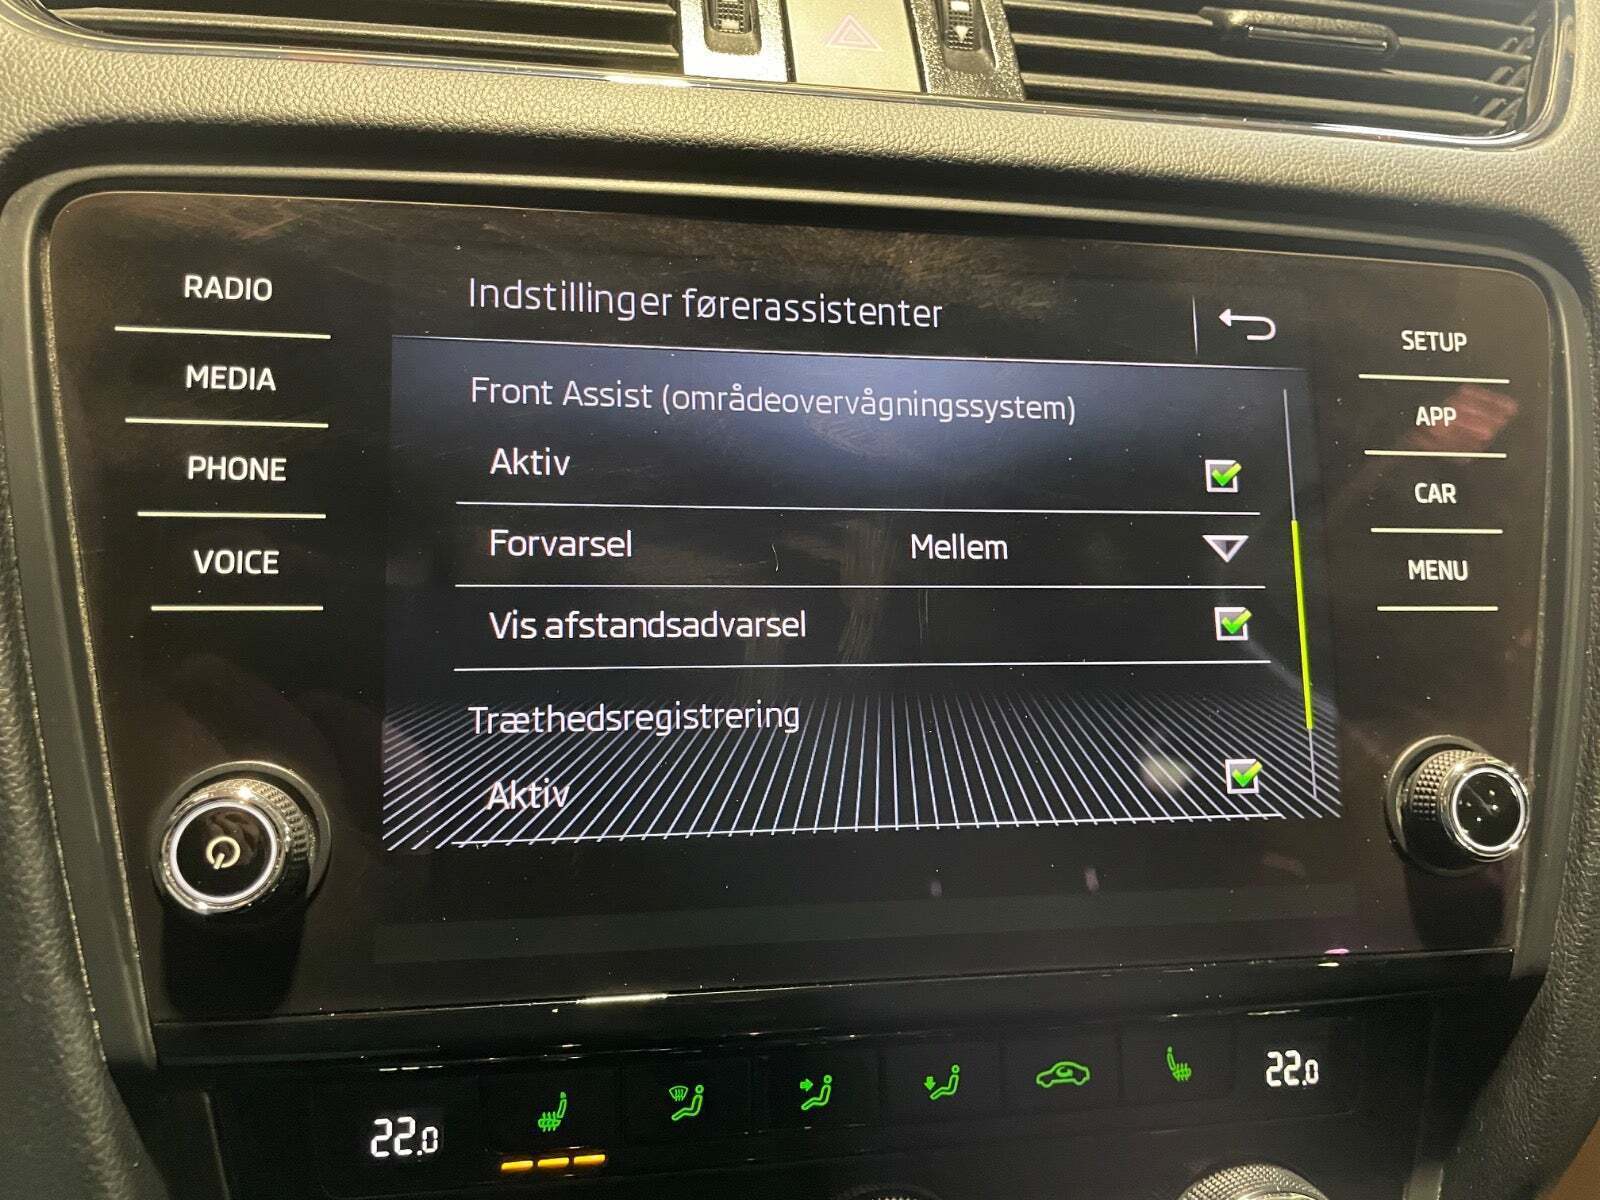 RADIO
MEDIA
PHONE
VOICE
Indstillinger førerassistenter
Front Assist (områdeovervågningssystem)
Aktiv
Forvarsel Mellem
Vis afstandsadvarsel
Træthedsregistrering
Aktiv
SETUP
APP
CAR
MENU
22.0
22.0